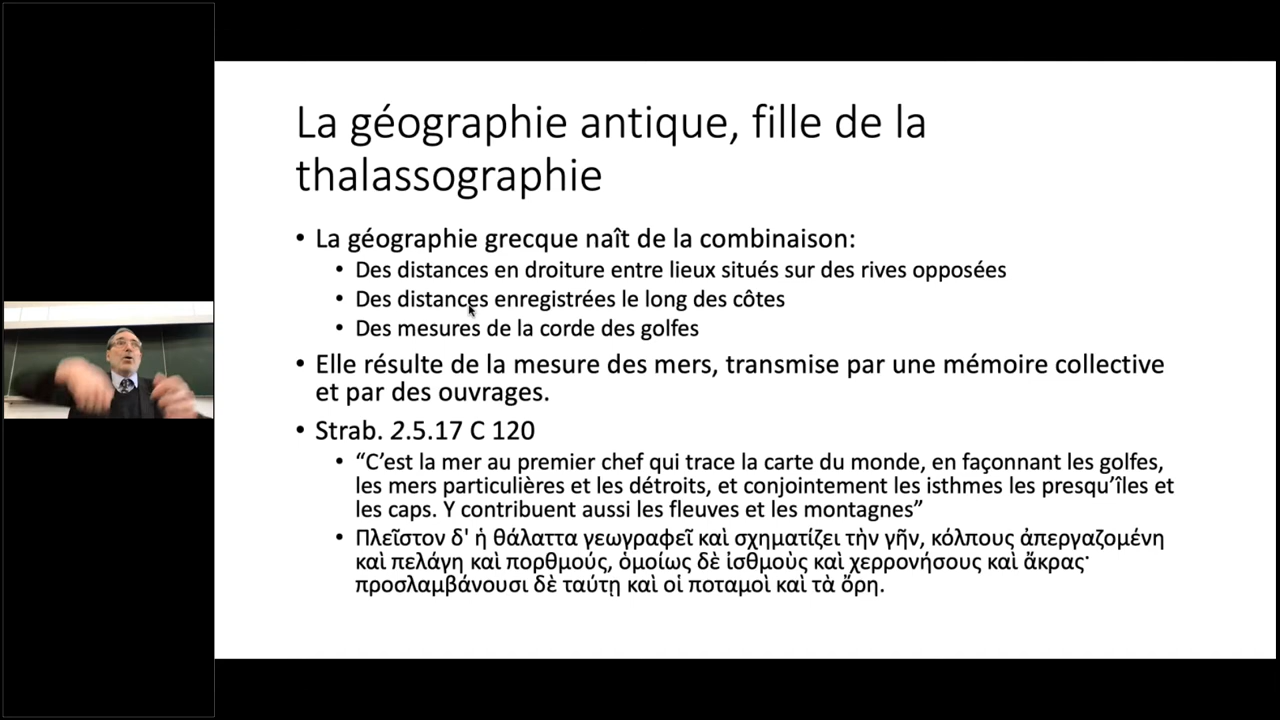 La géographie antique, fille de la
thalassographie
• La géographie grecque naît de la combinaison:
• Des distances en droiture entre lieux situés sur des rives opposées
• Des distances enregistrées le long des côtes
• Des mesures de la corde des golfes
• Elle résulte de la mesure des mers, transmise par une mémoire collective
et par des ouvrages.
• Strab. 2.5.17 C 120
• “C’est la mer au premier chef qui trace la carte du monde, en façonnant les golfes,
les mers particulières et les détroits, et conjointement les isthmes les presqu’îles et
les caps. Y contribuent aussi les fleuves et les montagnes”
• Πλεῖστον δ' ἡ θάλαττα γεωγραφεῖ καὶ σχηματίζει τὴν γῆν, κόλπους ἀπεργαζομένη
καὶ πελάγη καὶ πορθμούς, ὁμοίως δὲ ἰσθμοὺς καὶ χερρονήσους καὶ ἄκρας·
προσλαμβάνουσι δὲ ταύτῃ καὶ οἱ ποταμοὶ καὶ τὰ ὄρη.